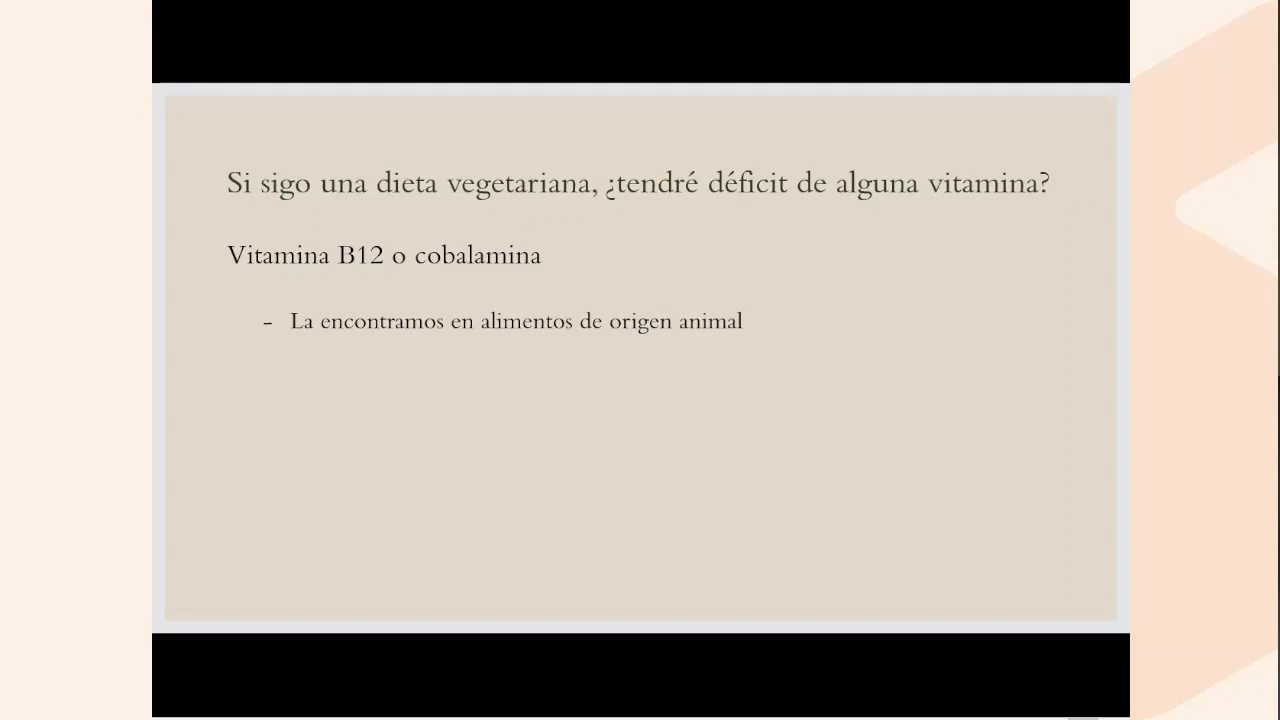 Si sigo una dieta vegetariana, ¿tendré déficit de alguna vitamina?
Vitamina B12 o cobalamina
- La encontramos en alimentos de origen animal